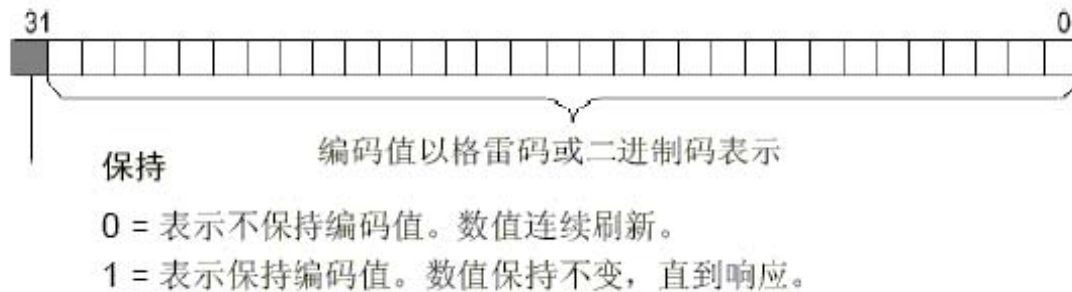 31 0
编码值以格雷码或二进制码表示
保持
0 = 表示不保持编码值。数值连续刷新。
1 = 表示保持编码值。数值保持不变，直到响应。